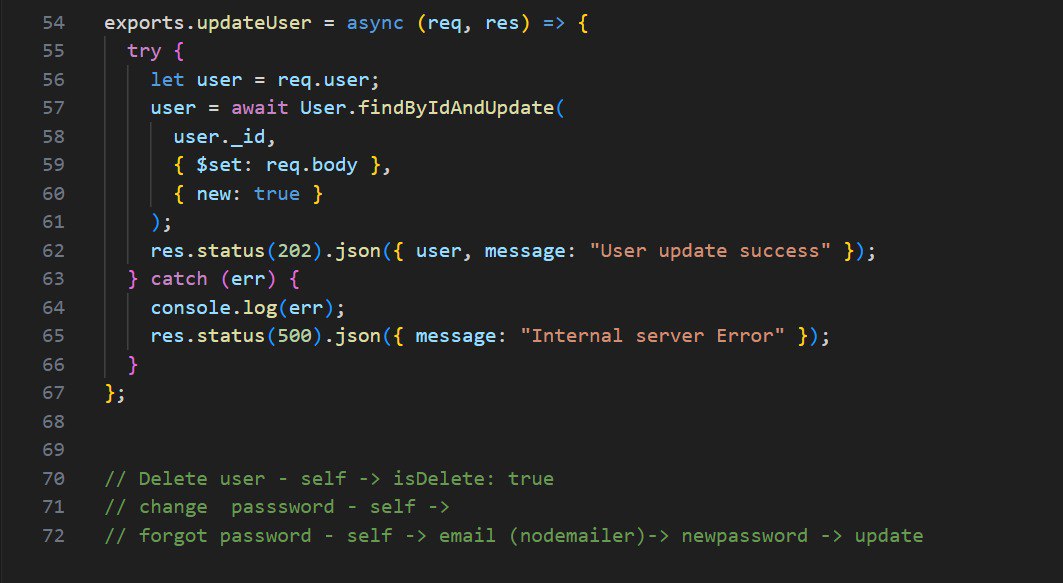 54 exports.updateUser = async (req, res) => {
55 try {
56 let user = req.user;
57 user = await User.findByIdAndUpdate(
58 user._id,
59 { $set: req.body },
60 { new: true }
61 );
62 res.status(202).json({ user, message: "User update success" });
63 } catch (err) {
64 console.log(err);
65 res.status(500).json({ message: "Internal server Error" });
66 }
67 };
68
69
70 // Delete user - self -> isDelete: true
71 // change  passsword - self ->
72 // forgot password - self -> email (nodemailer)-> newpassword -> update